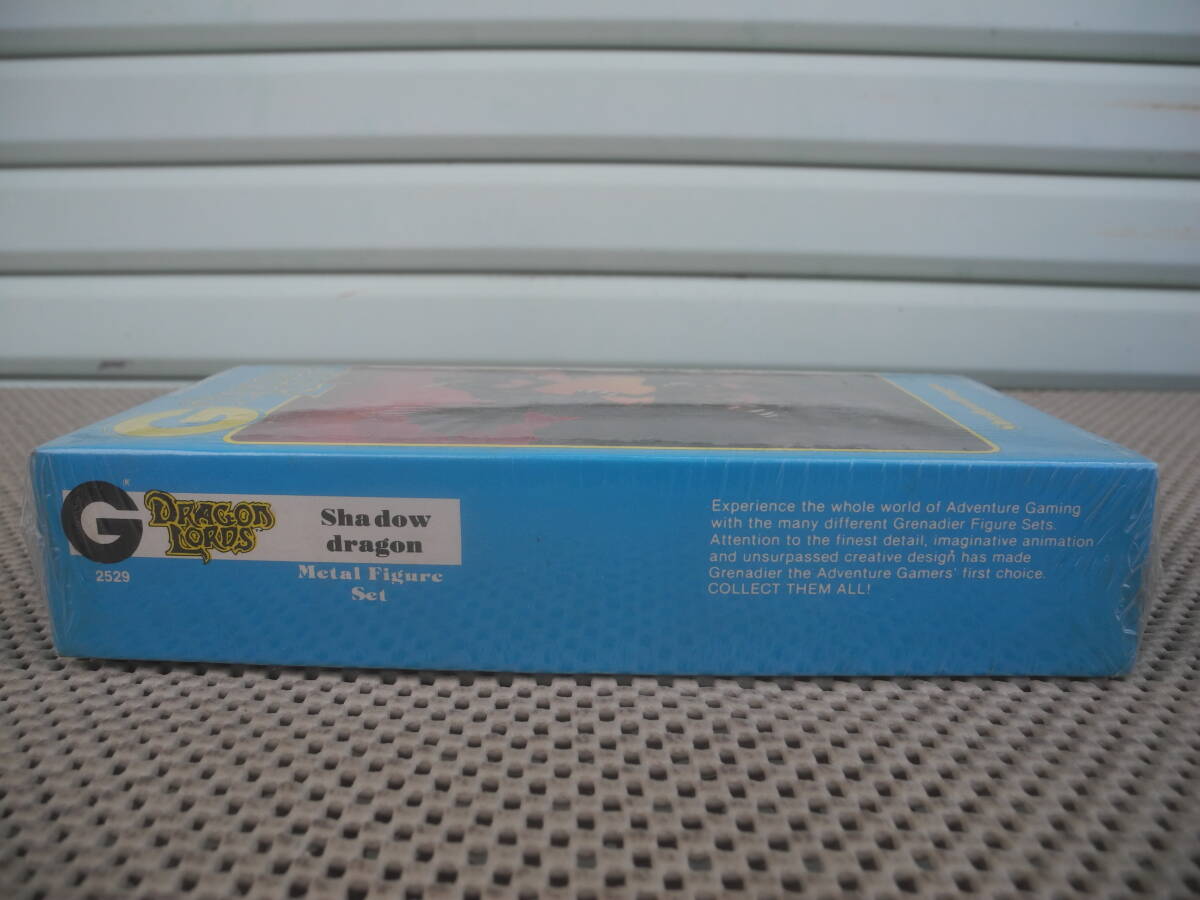 G
DRAGON
LORDS
Shadow
dragon
2529
Metal Figure
Set
Experience the whole world of Adventure Gaming
with the many different Grenadier Figure Sets.
Attention to the finest detail, imaginative animation
and unsurpassed creative design has made
Grenadier the Adventure Gamers' first choice.
COLLECT THEM ALL!